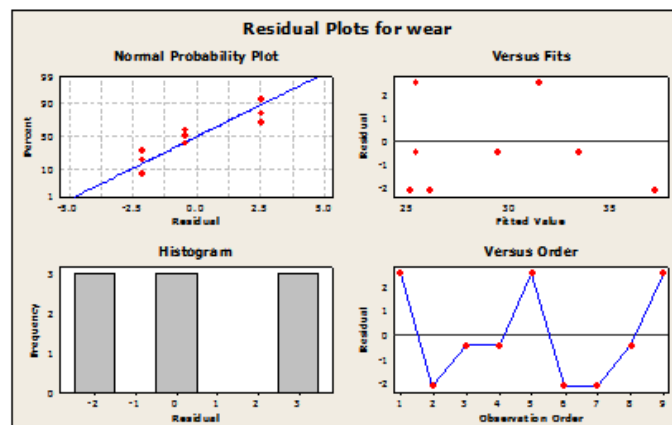 Residual Plots for wear
Normal Probability Plot
99
90
50
10
1
Percent
-5.0 -2.5 0.0 2.5 5.0
Residual
Versus Fits
2
1
0
-1
-2
Residual
25 30 35
Fitted Value
Histogram
3
2
1
0
Frequency
-2 -1 0 1 2 3
Residual
Versus Order
2
1
0
-1
-2
Residual
1 2 3 4 5 6 7 8 9
Observation Order